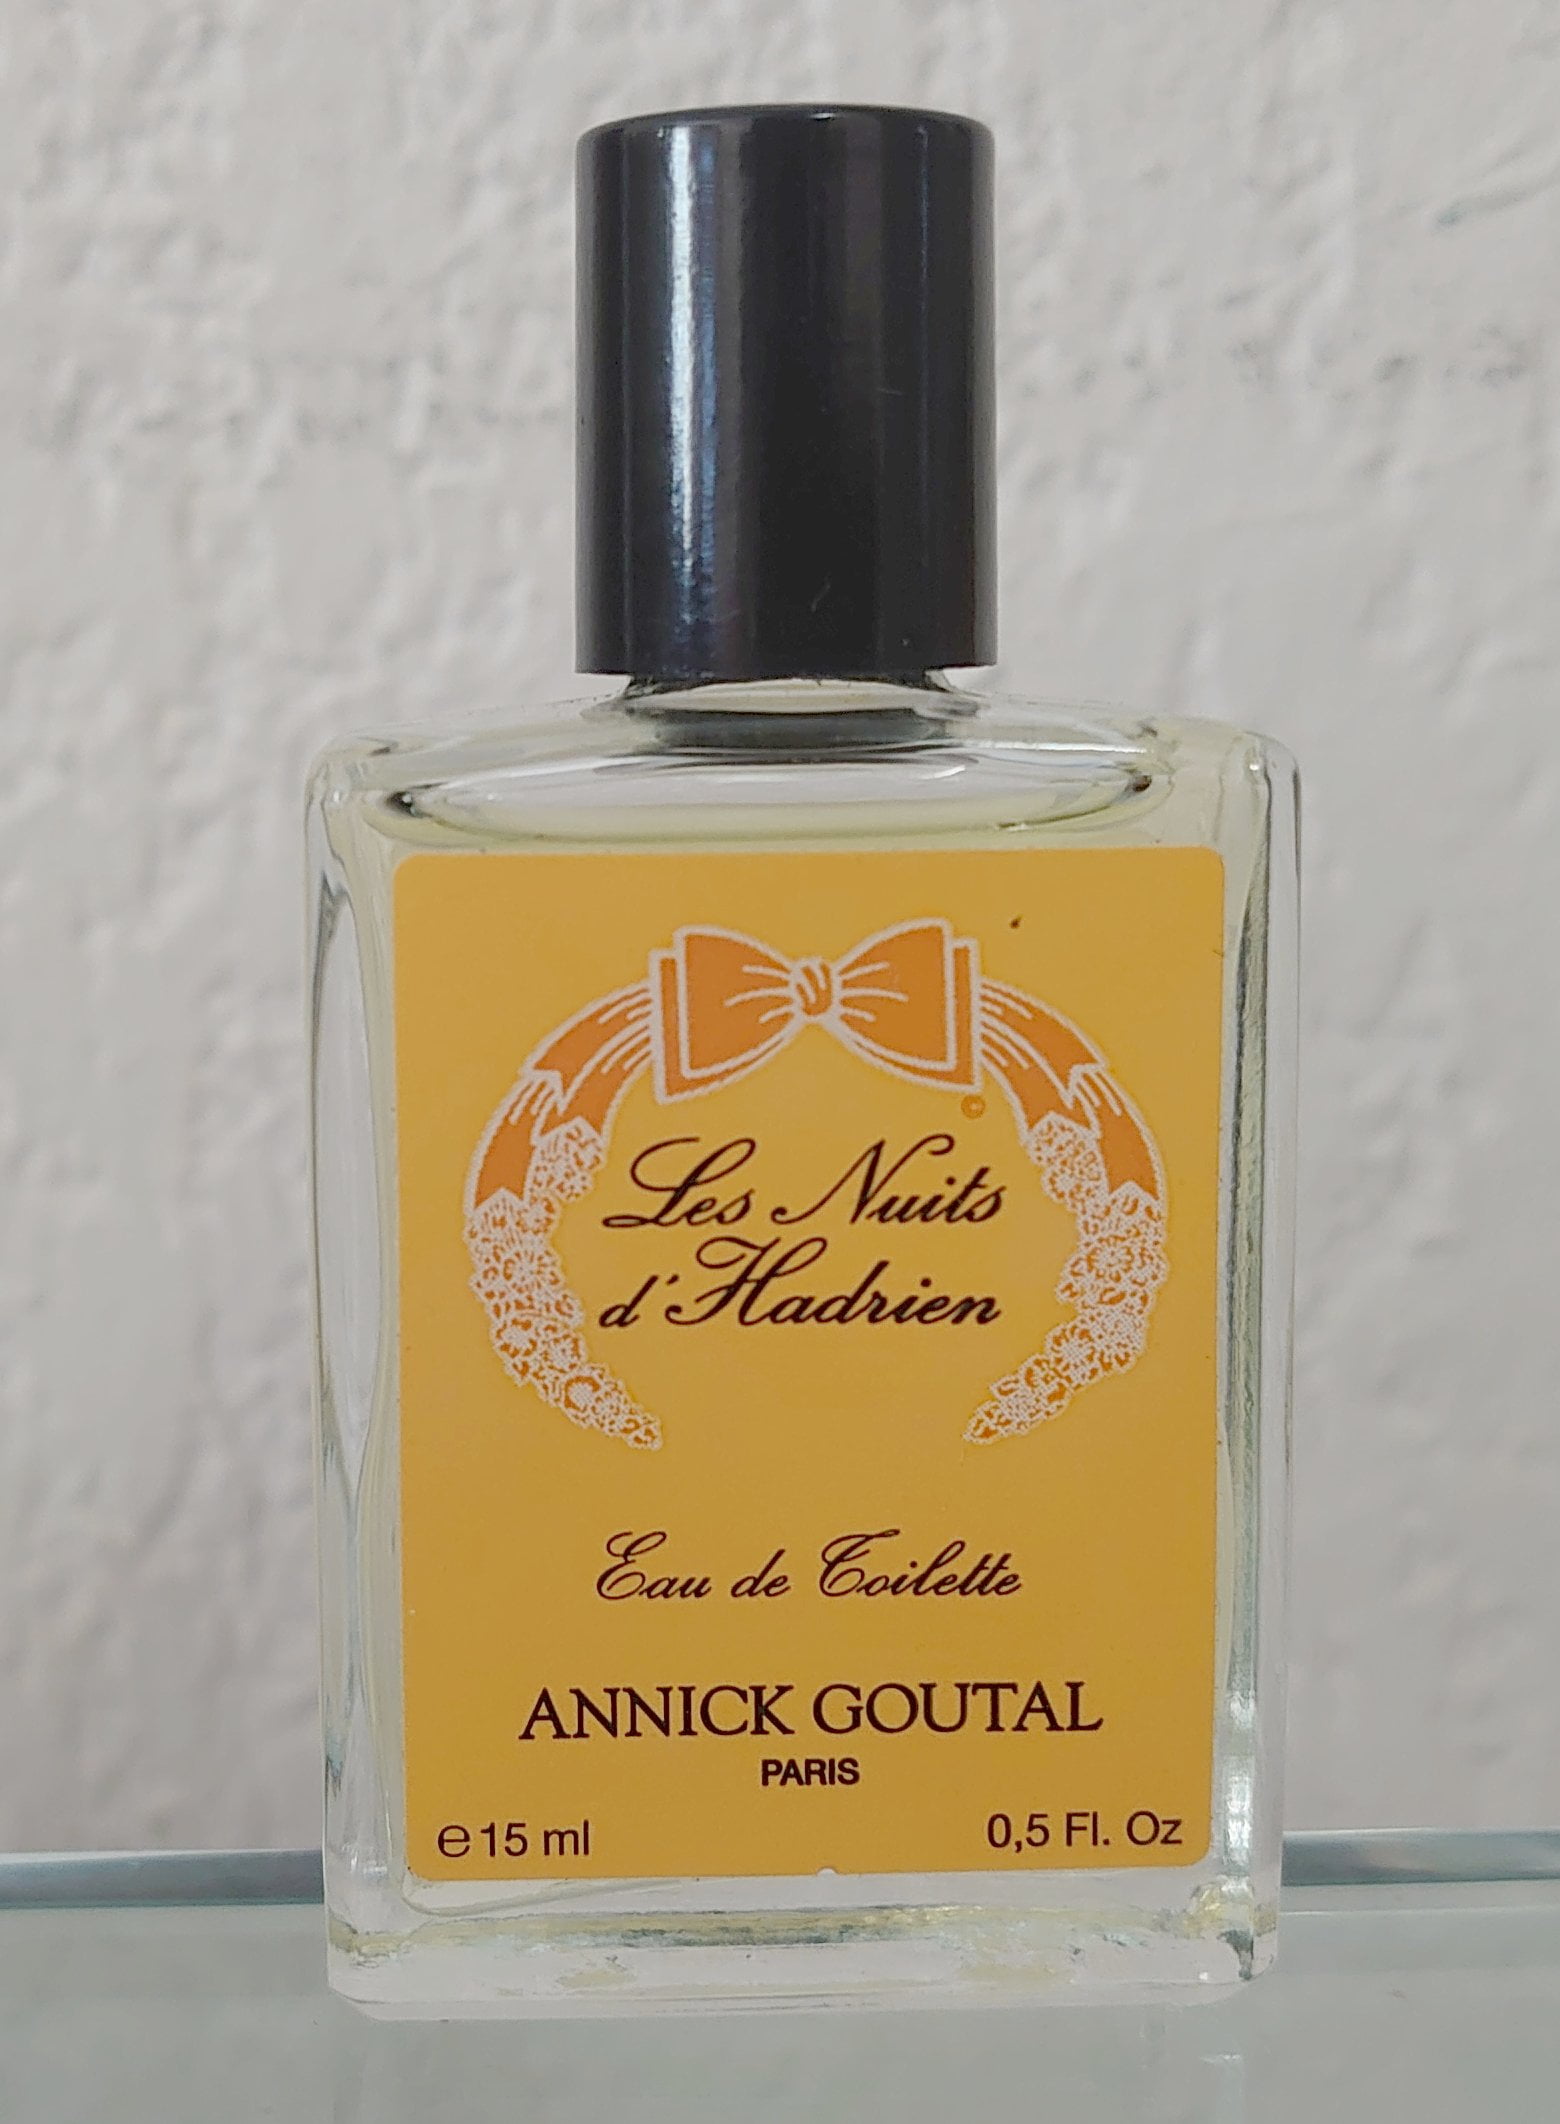 ©
Les Nuits
d'Hadrien
Eau de Toilette
ANNICK GOUTAL
PARIS
℮ 15 ml 0,5 Fl. Oz